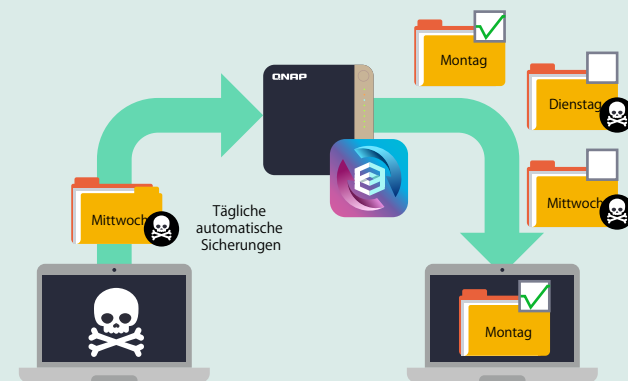 QNAP
Montag
Dienstag
Mittwoch
Mittwoch
Tägliche
automatische
Sicherungen
Montag